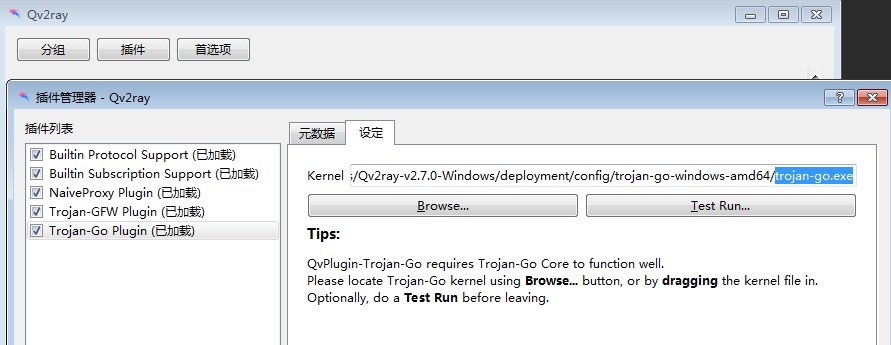 Qv2ray
分组 插件 首选项
插件管理器 - Qv2ray
插件列表
Builtin Protocol Support (已加载)
Builtin Subscription Support (已加载)
NaiveProxy Plugin (已加载)
Trojan-GFW Plugin (已加载)
Trojan-Go Plugin (已加载)
元数据 设定
Kernel s/Qv2ray-v2.7.0-Windows/deployment/config/trojan-go-windows-amd64/trojan-go.exe
Browse... Test Run...
Tips:
QvPlugin-Trojan-Go requires Trojan-Go Core to function well.
Please locate Trojan-Go kernel using Browse... button, or by dragging the kernel file in.
Optionally, do a Test Run before leaving.